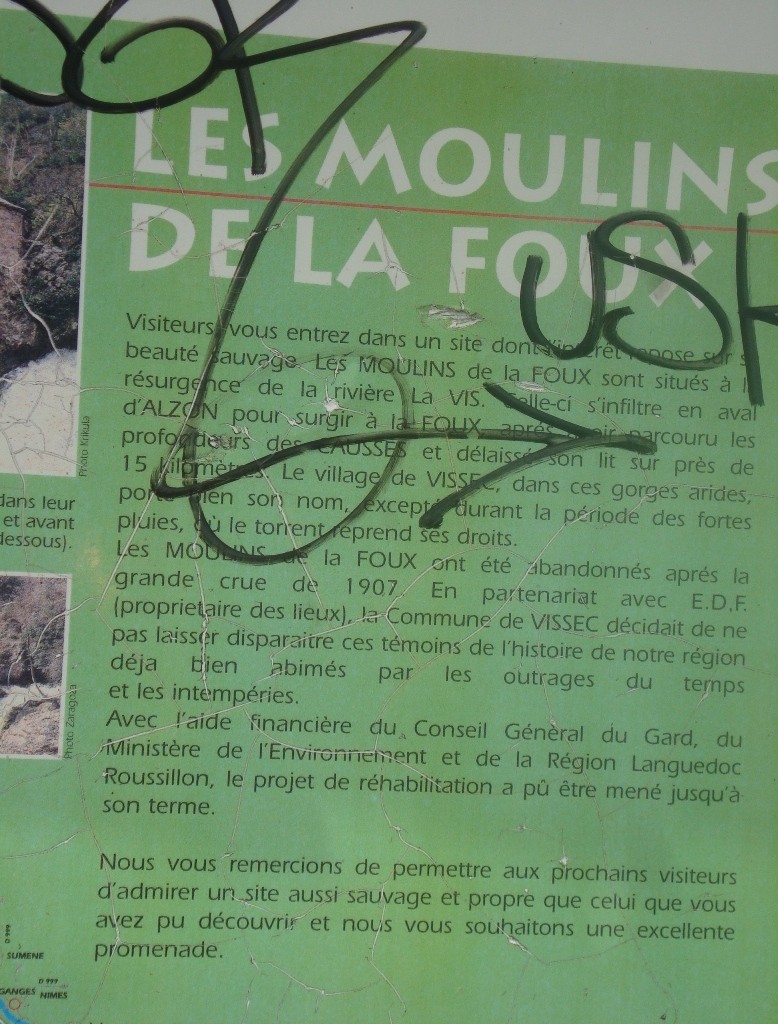 LES MOULINS
DE LA FOUX
Visiteurs, vous entrez dans un site dont l'intérêt repose sur s
beauté sauvage. Les MOULINS de la FOUX sont situés à l
résurgence de la rivière La VIS. Celle-ci s'infiltre en aval
d'ALZON pour surgir à la FOUX, aprés avoir parcouru les
profondeurs des CAUSSES et délaissé son lit sur près de
15 kilomètres. Le village de VISSEC, dans ces gorges arides,
porte bien son nom, excepté durant la période des fortes
pluies, où le torrent reprend ses droits.
Les MOULINS de la FOUX ont été abandonnés aprés la
grande crue de 1907. En partenariat avec E.D.F.
(proprietaire des lieux), la Commune de VISSEC décidait de ne
pas laisser disparaitre ces témoins de l'histoire de notre région
déja bien abimés par les outrages du temps
et les intempéries.
Avec l'aide financière du Conseil Génèral du Gard, du
Ministère de l'Environnement et de la Région Languedoc
Roussillon, le projet de réhabilitation a pû être mené jusqu'à
son terme.
Nous vous remercions de permettre aux prochains visiteurs
d'admirer un site aussi sauvage et propre que celui que vous
avez pu découvrir et nous vous souhaitons une excellente
promenade.
Photo Krikula
dans leur
et avant
dessous).
Photo Zaragoza
SUMENE
D 999
GANGES NIMES
USH